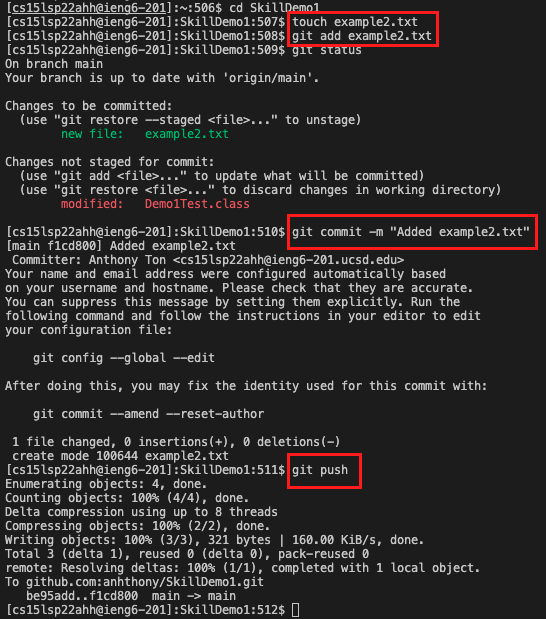 [cs15lsp22ahh@ieng6-201]:~:506$ cd SkillDemo1
[cs15lsp22ahh@ieng6-201]:SkillDemo1:507$ touch example2.txt
[cs15lsp22ahh@ieng6-201]:SkillDemo1:508$ git add example2.txt
[cs15lsp22ahh@ieng6-201]:SkillDemo1:509$ git status
On branch main
Your branch is up to date with 'origin/main'.
Changes to be committed:
(use "git restore --staged <file>..." to unstage)
new file: example2.txt
Changes not staged for commit:
(use "git add <file>..." to update what will be committed)
(use "git restore <file>..." to discard changes in working directory)
modified: Demo1Test.class
[cs15lsp22ahh@ieng6-201]:SkillDemo1:510$ git commit -m "Added example2.txt"
[main f1cd800] Added example2.txt
Committer: Anthony Ton <cs15lsp22ahh@ieng6-201.ucsd.edu>
Your name and email address were configured automatically based
on your username and hostname. Please check that they are accurate.
You can suppress this message by setting them explicitly. Run the
following command and follow the instructions in your editor to edit
your configuration file:
git config --global --edit
After doing this, you may fix the identity used for this commit with:
git commit --amend --reset-author
1 file changed, 0 insertions(+), 0 deletions(-)
create mode 100644 example2.txt
[cs15lsp22ahh@ieng6-201]:SkillDemo1:511$ git push
Enumerating objects: 4, done.
Counting objects: 100% (4/4), done.
Delta compression using up to 8 threads
Compressing objects: 100% (2/2), done.
Writing objects: 100% (3/3), 321 bytes | 160.00 KiB/s, done.
Total 3 (delta 1), reused 0 (delta 0), pack-reused 0
remote: Resolving deltas: 100% (1/1), completed with 1 local object.
To github.com:anhthony/SkillDemo1.git
be95add..f1cd800 main -> main
[cs15lsp22ahh@ieng6-201]:SkillDemo1:512$